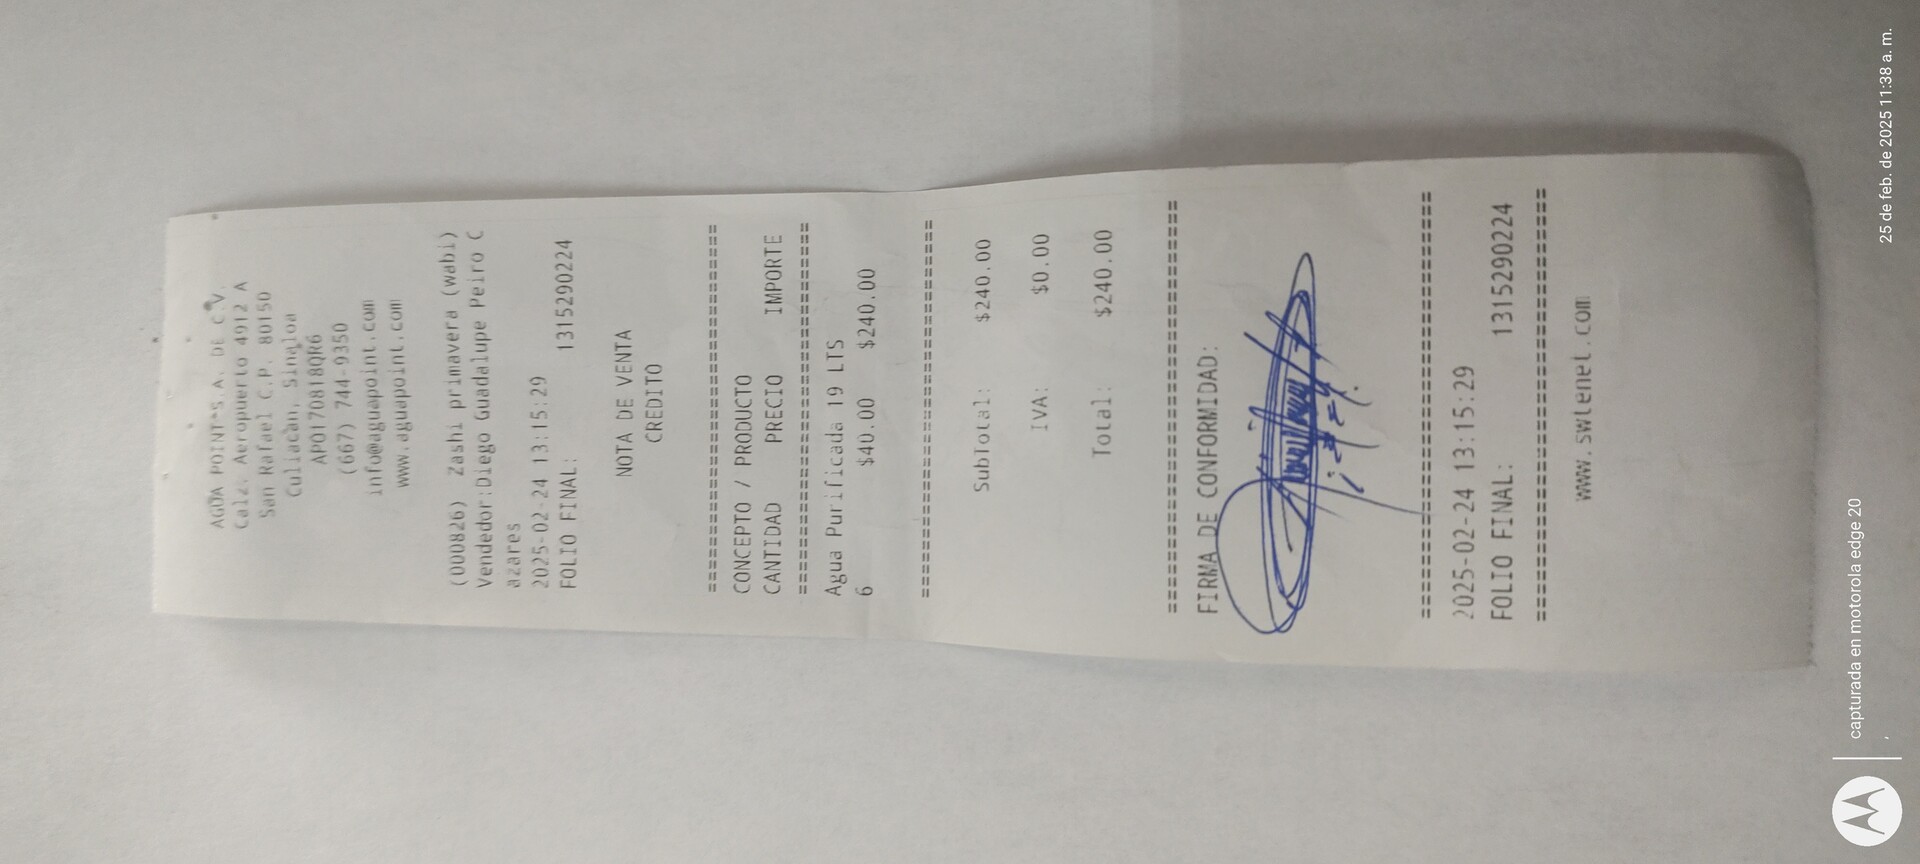 AGUA POINT S.A. DE C.V.
Calz. Aeropuerto 4912 A
San Rafael C.P. 80150
Culiacan, Sinaloa
APO170818QR6
(667) 744-9350
info@aguapoint.com
www.aguapoint.com
(000826) Zashi primavera (wabi)
Vendedor:Diego Guadalupe Peiro C
azares
2025-02-24 13:15:29
FOLIO FINAL: 1315290224
NOTA DE VENTA
CREDITO
================================
CONCEPTO / PRODUCTO
CANTIDAD PRECIO IMPORTE
================================
Agua Purificada 19 LTS
6 $40.00 $240.00
================================
SubTotal: $240.00
IVA: $0.00
Total: $240.00
================================
FIRMA DE CONFORMIDAD:
================================
2025-02-24 13:15:29
FOLIO FINAL: 1315290224
================================
www.swtenet.com
capturada en motorola edge 20
25 de feb. de 2025 11:38 a. m.